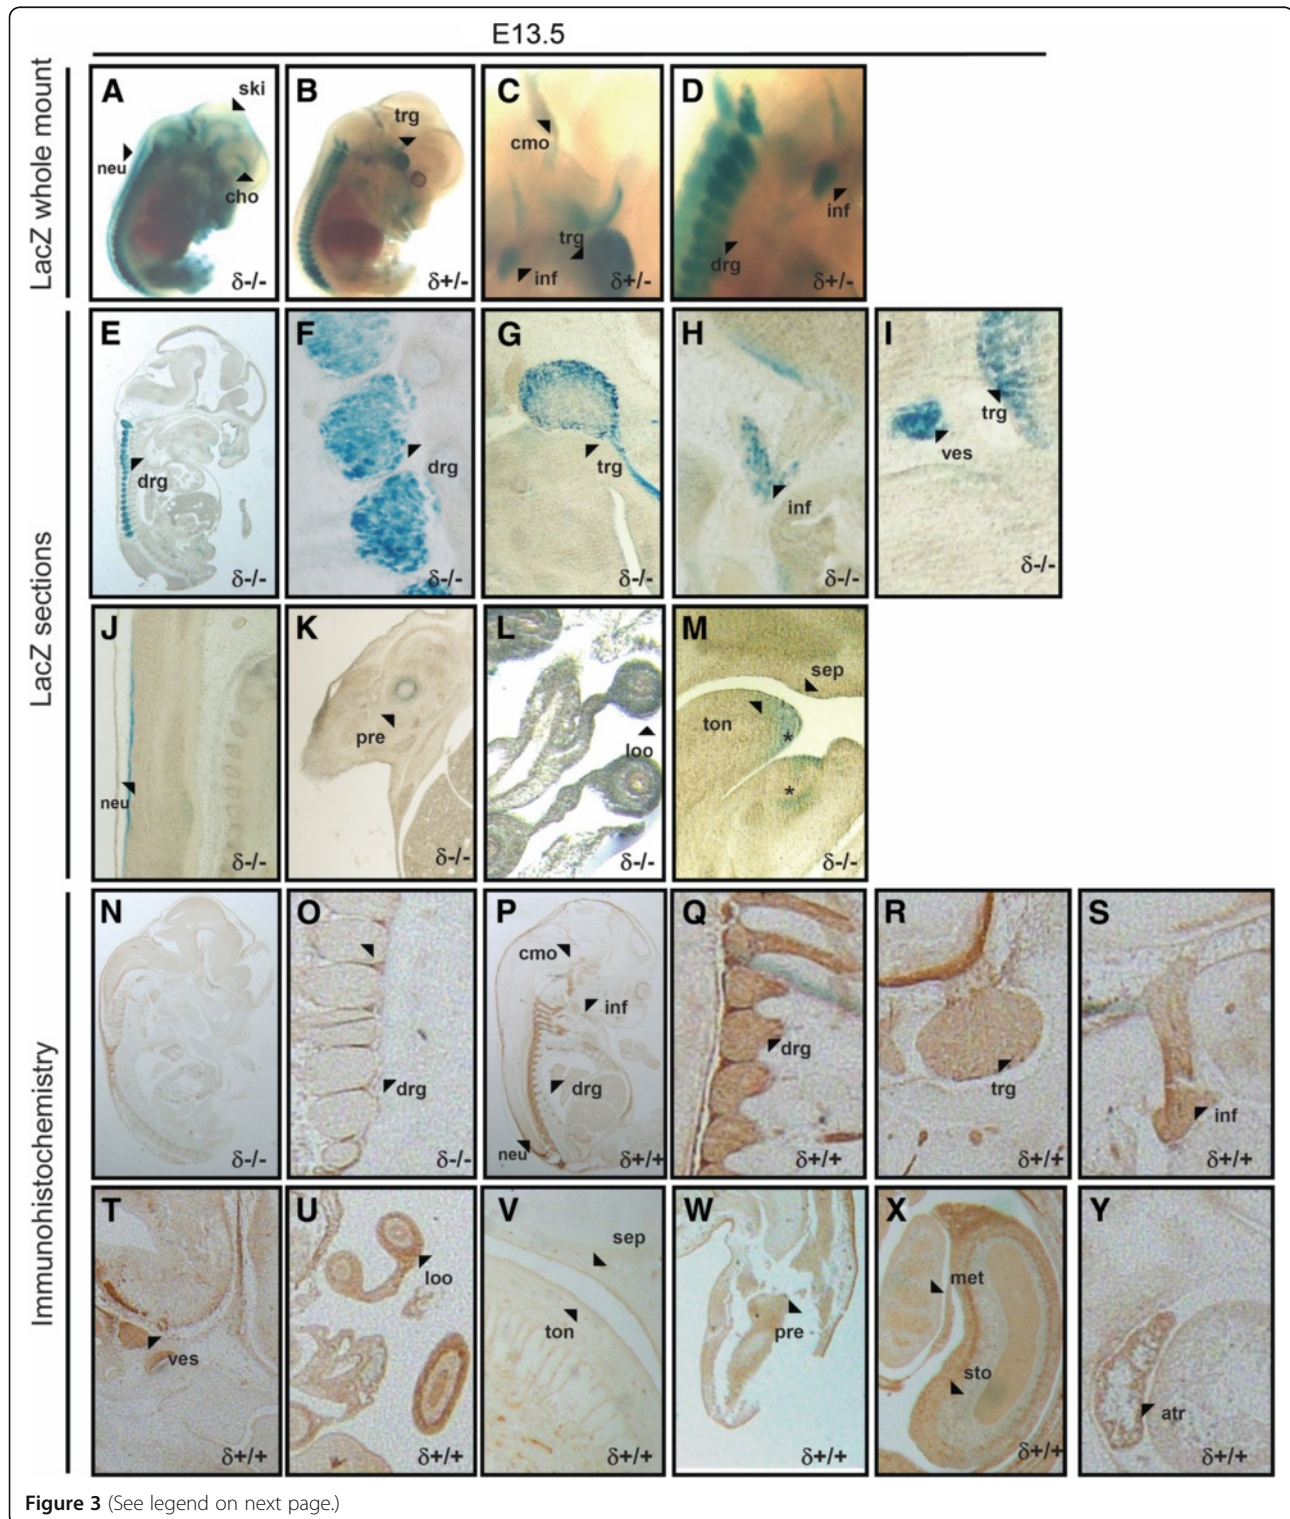 E13.5
LacZ whole mount
A
ski
neu
cho
δ-/-
B
trg
δ+/-
C
cmo
trg
inf
δ+/-
D
inf
drg
δ+/-
LacZ sections
E
drg
δ-/-
F
drg
δ-/-
G
trg
δ-/-
H
inf
δ-/-
I
trg
ves
δ-/-
J
neu
δ-/-
K
pre
δ-/-
L
loo
δ-/-
M
sep
ton
*
*
δ-/-
Immunohistochemistry
N
δ-/-
O
drg
δ-/-
P
cmo
inf
drg
neu
δ+/+
Q
drg
δ+/+
R
trg
δ+/+
S
inf
δ+/+
T
ves
δ+/+
U
loo
δ+/+
V
sep
ton
δ+/+
W
pre
δ+/+
X
met
sto
δ+/+
Y
atr
δ+/+
Figure 3 (See legend on next page.)